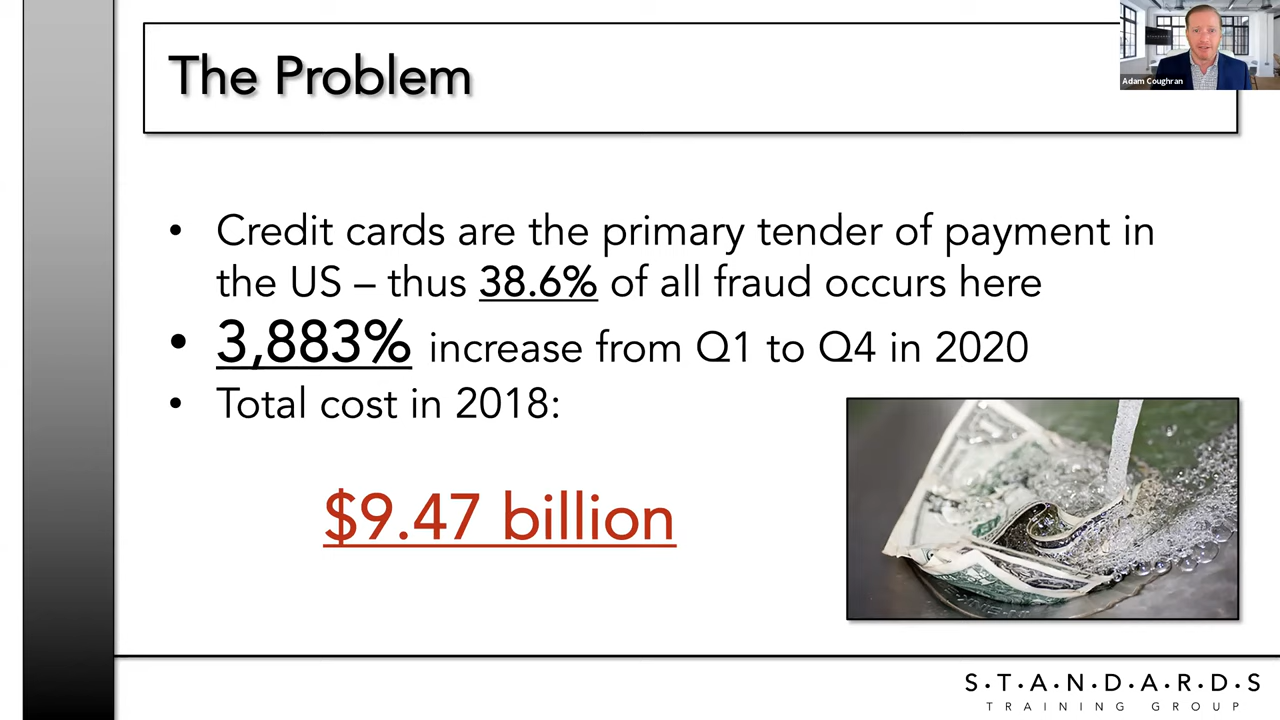 The Problem
Adam Coughran
• Credit cards are the primary tender of payment in
the US – thus 38.6% of all fraud occurs here
• 3,883% increase from Q1 to Q4 in 2020
• Total cost in 2018:
$9.47 billion
S·T·A·N·D·A·R·D·S
TRAINING GROUP